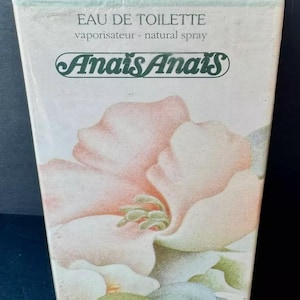 EAU DE TOILETTE
vaporisateur - natural spray
Anaïs Anaïs